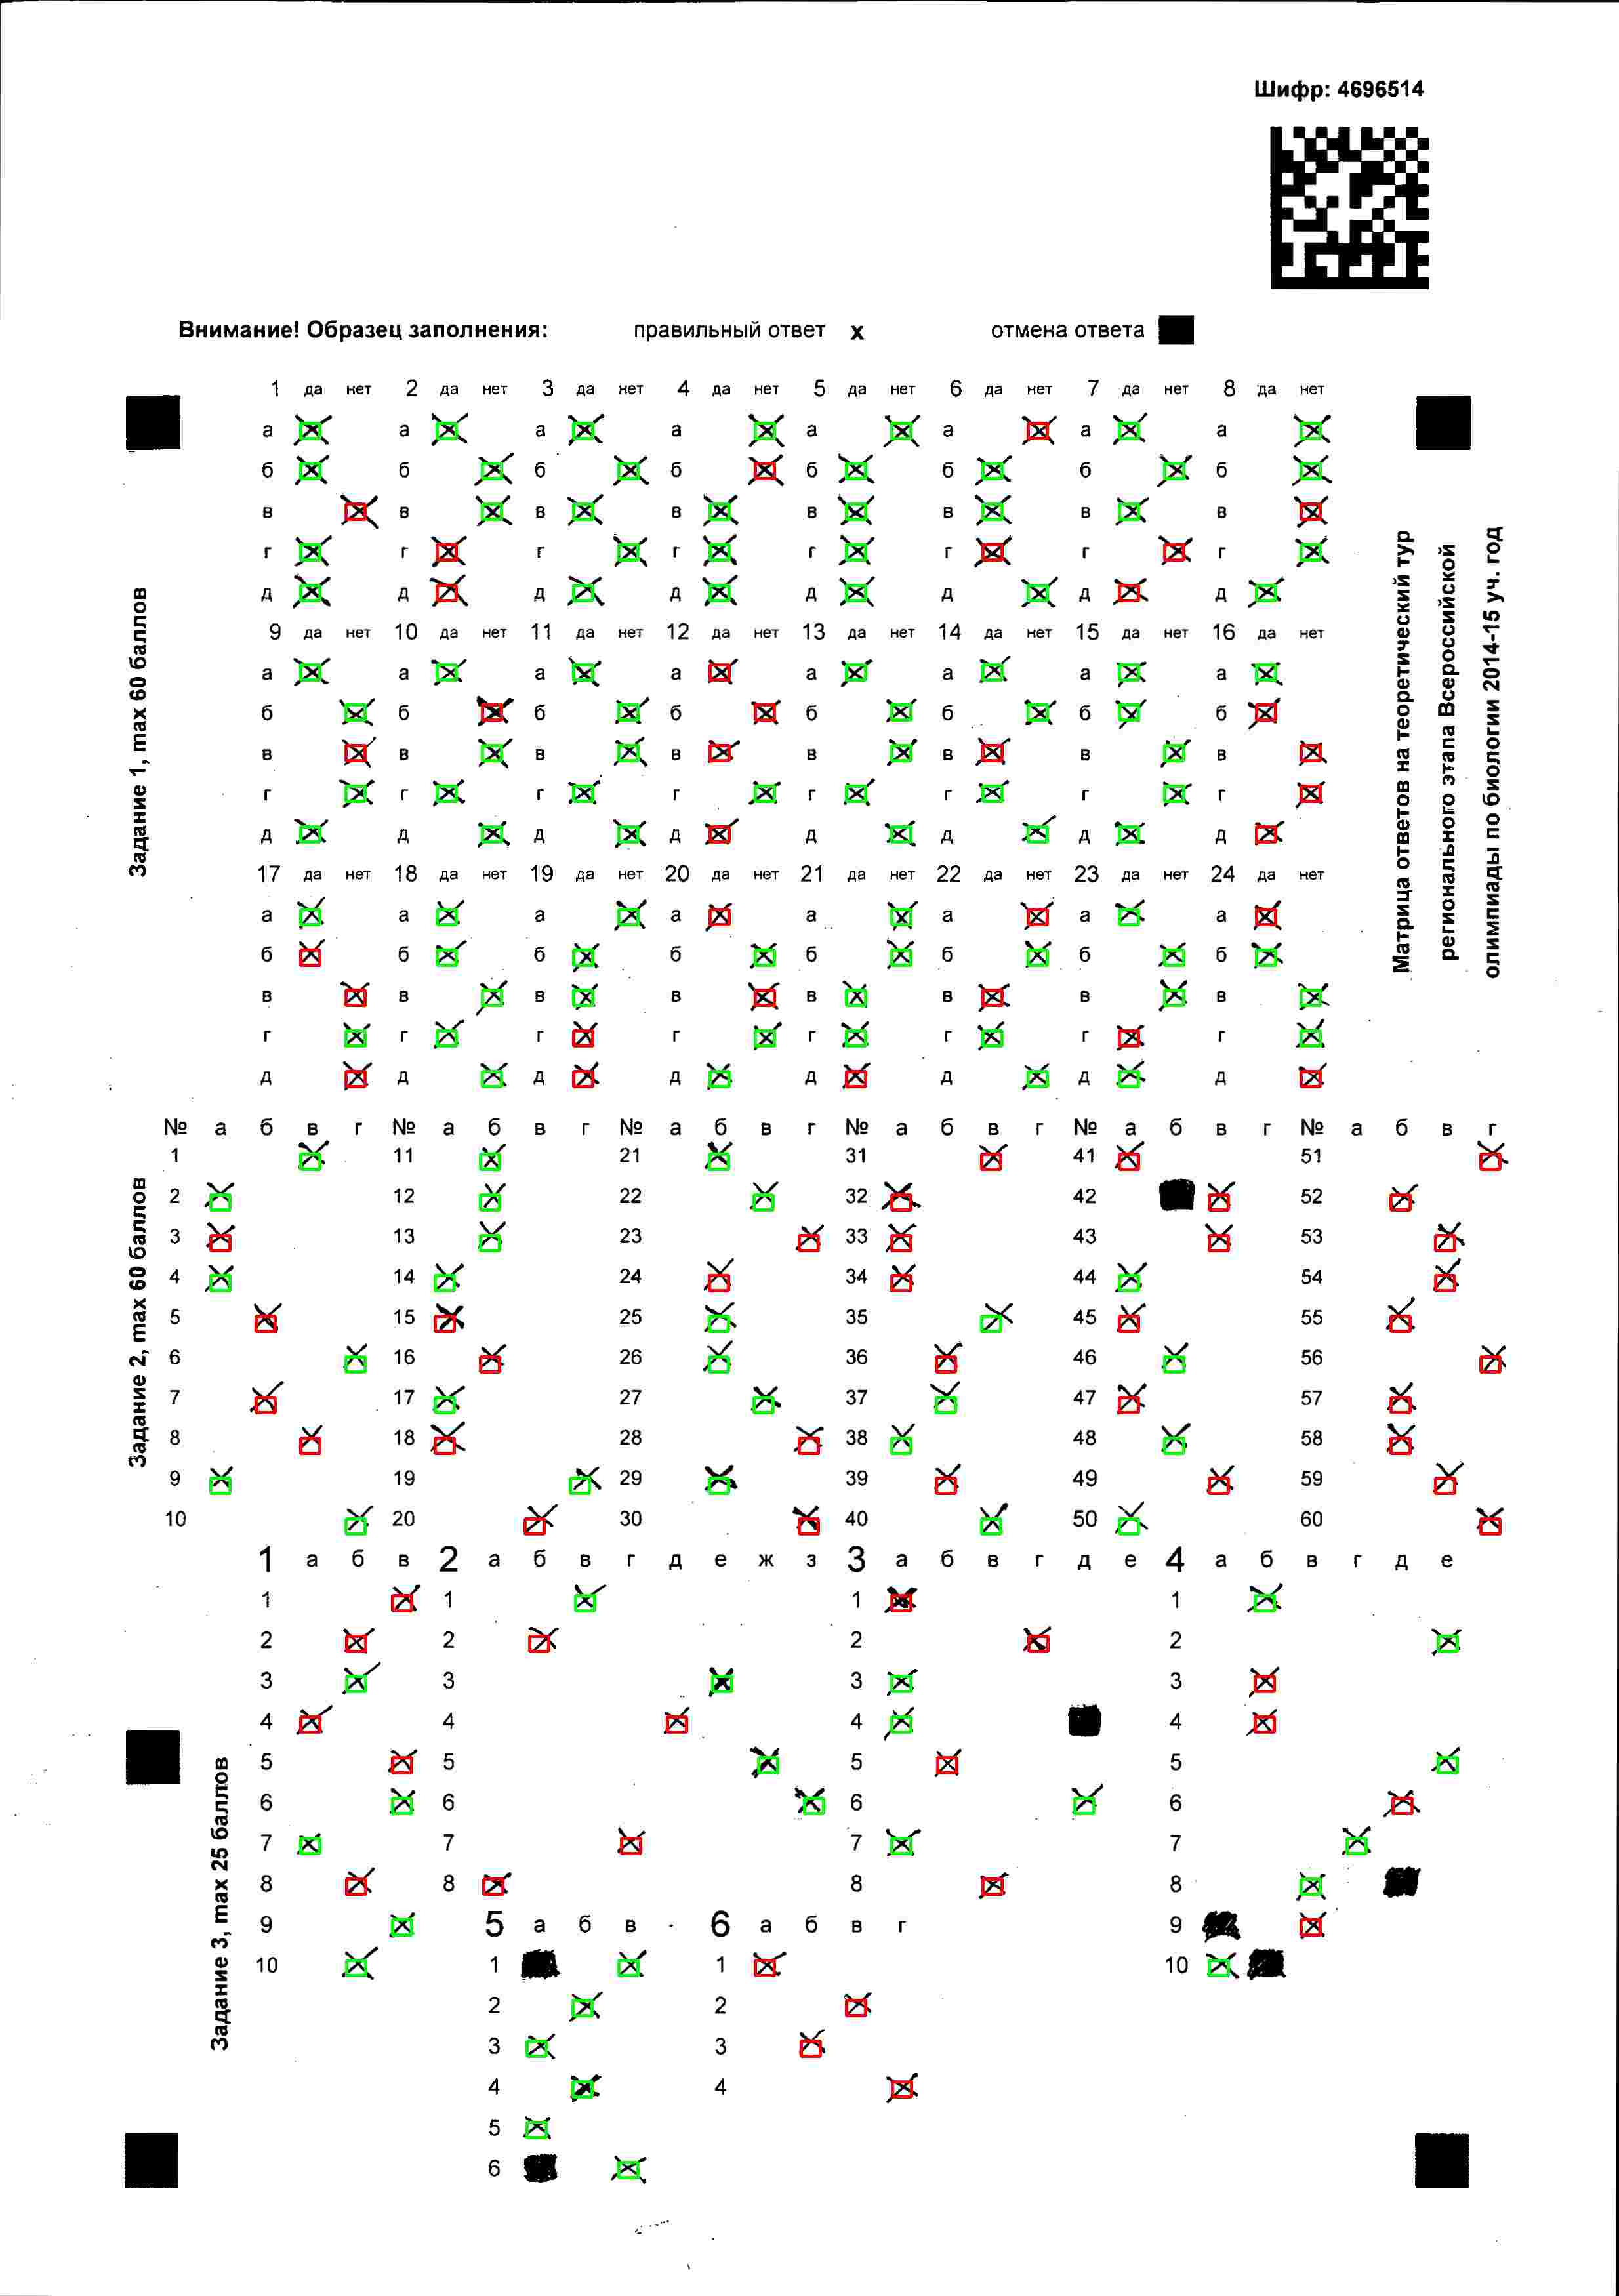 Шифр: 4696514
Внимание! Образец заполнения: правильный ответ х отмена ответа
1 да нет 2 да нет 3 да нет 4 да нет 5 да нет 6 да нет 7 да нет 8 да нет
а а а а а а а а
б б б б б б б б
в в в в в в в в
г г г г г г г г
д д д д д д д д
9 да нет 10 да нет 11 да нет 12 да нет 13 да нет 14 да нет 15 да нет 16 да нет
а а а а а а а а
б б б б б б б б
в в в в в в в в
г г г г г г г г
д д д д д д д д
17 да нет 18 да нет 19 да нет 20 да нет 21 да нет 22 да нет 23 да нет 24 да нет
а а а а а а а а
б б б б б б б б
в в в в в в в в
г г г г г г г г
д д д д д д д д
Задание 1, max 60 баллов
Матрица ответов на теоретический тур
регионального этапа Всероссийской
олимпиады по биологии 2014-15 уч. год
№ а б в г № а б в г № а б в г № а б в г № а б в г № а б в г
1 11 21 31 41 51
2 12 22 32 42 52
3 13 23 33 43 53
4 14 24 34 44 54
5 15 25 35 45 55
6 16 26 36 46 56
7 17 27 37 47 57
8 18 28 38 48 58
9 19 29 39 49 59
10 20 30 40 50 60
Задание 2, max 60 баллов
1 а б в 2 а б в г д е ж з 3 а б в г д е 4 а б в г д е
1 1 1 1
2 2 2 2
3 3 3 3
4 4 4 4
5 5 5 5
6 6 6 6
7 7 7 7
8 8 8 8
9 5 а б в 6 а б в г 9
10 1 1 10
2 2
3 3
4 4
5
6
Задание 3, max 25 баллов